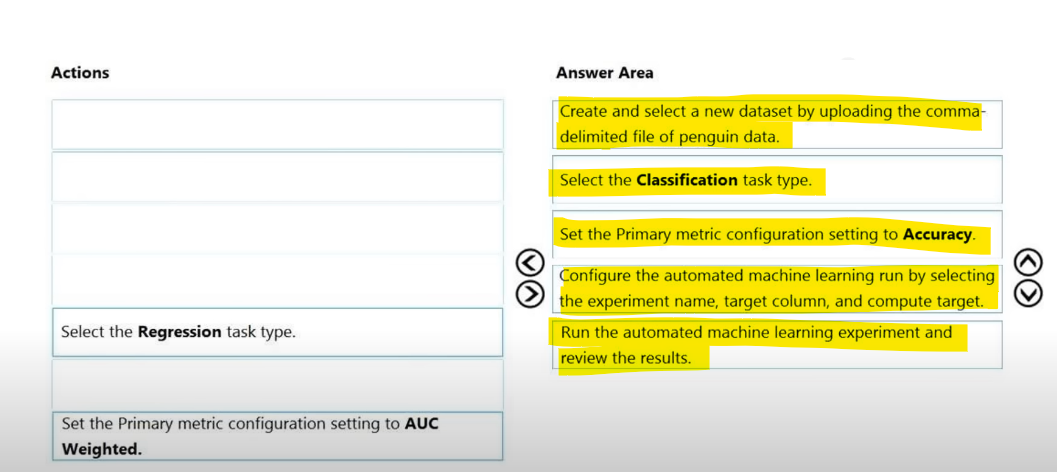 Actions
Select the Regression task type.
Set the Primary metric configuration setting to AUC
Weighted.
Answer Area
Create and select a new dataset by uploading the comma-
delimited file of penguin data.
Select the Classification task type.
Set the Primary metric configuration setting to Accuracy.
Configure the automated machine learning run by selecting
the experiment name, target column, and compute target.
Run the automated machine learning experiment and
review the results.